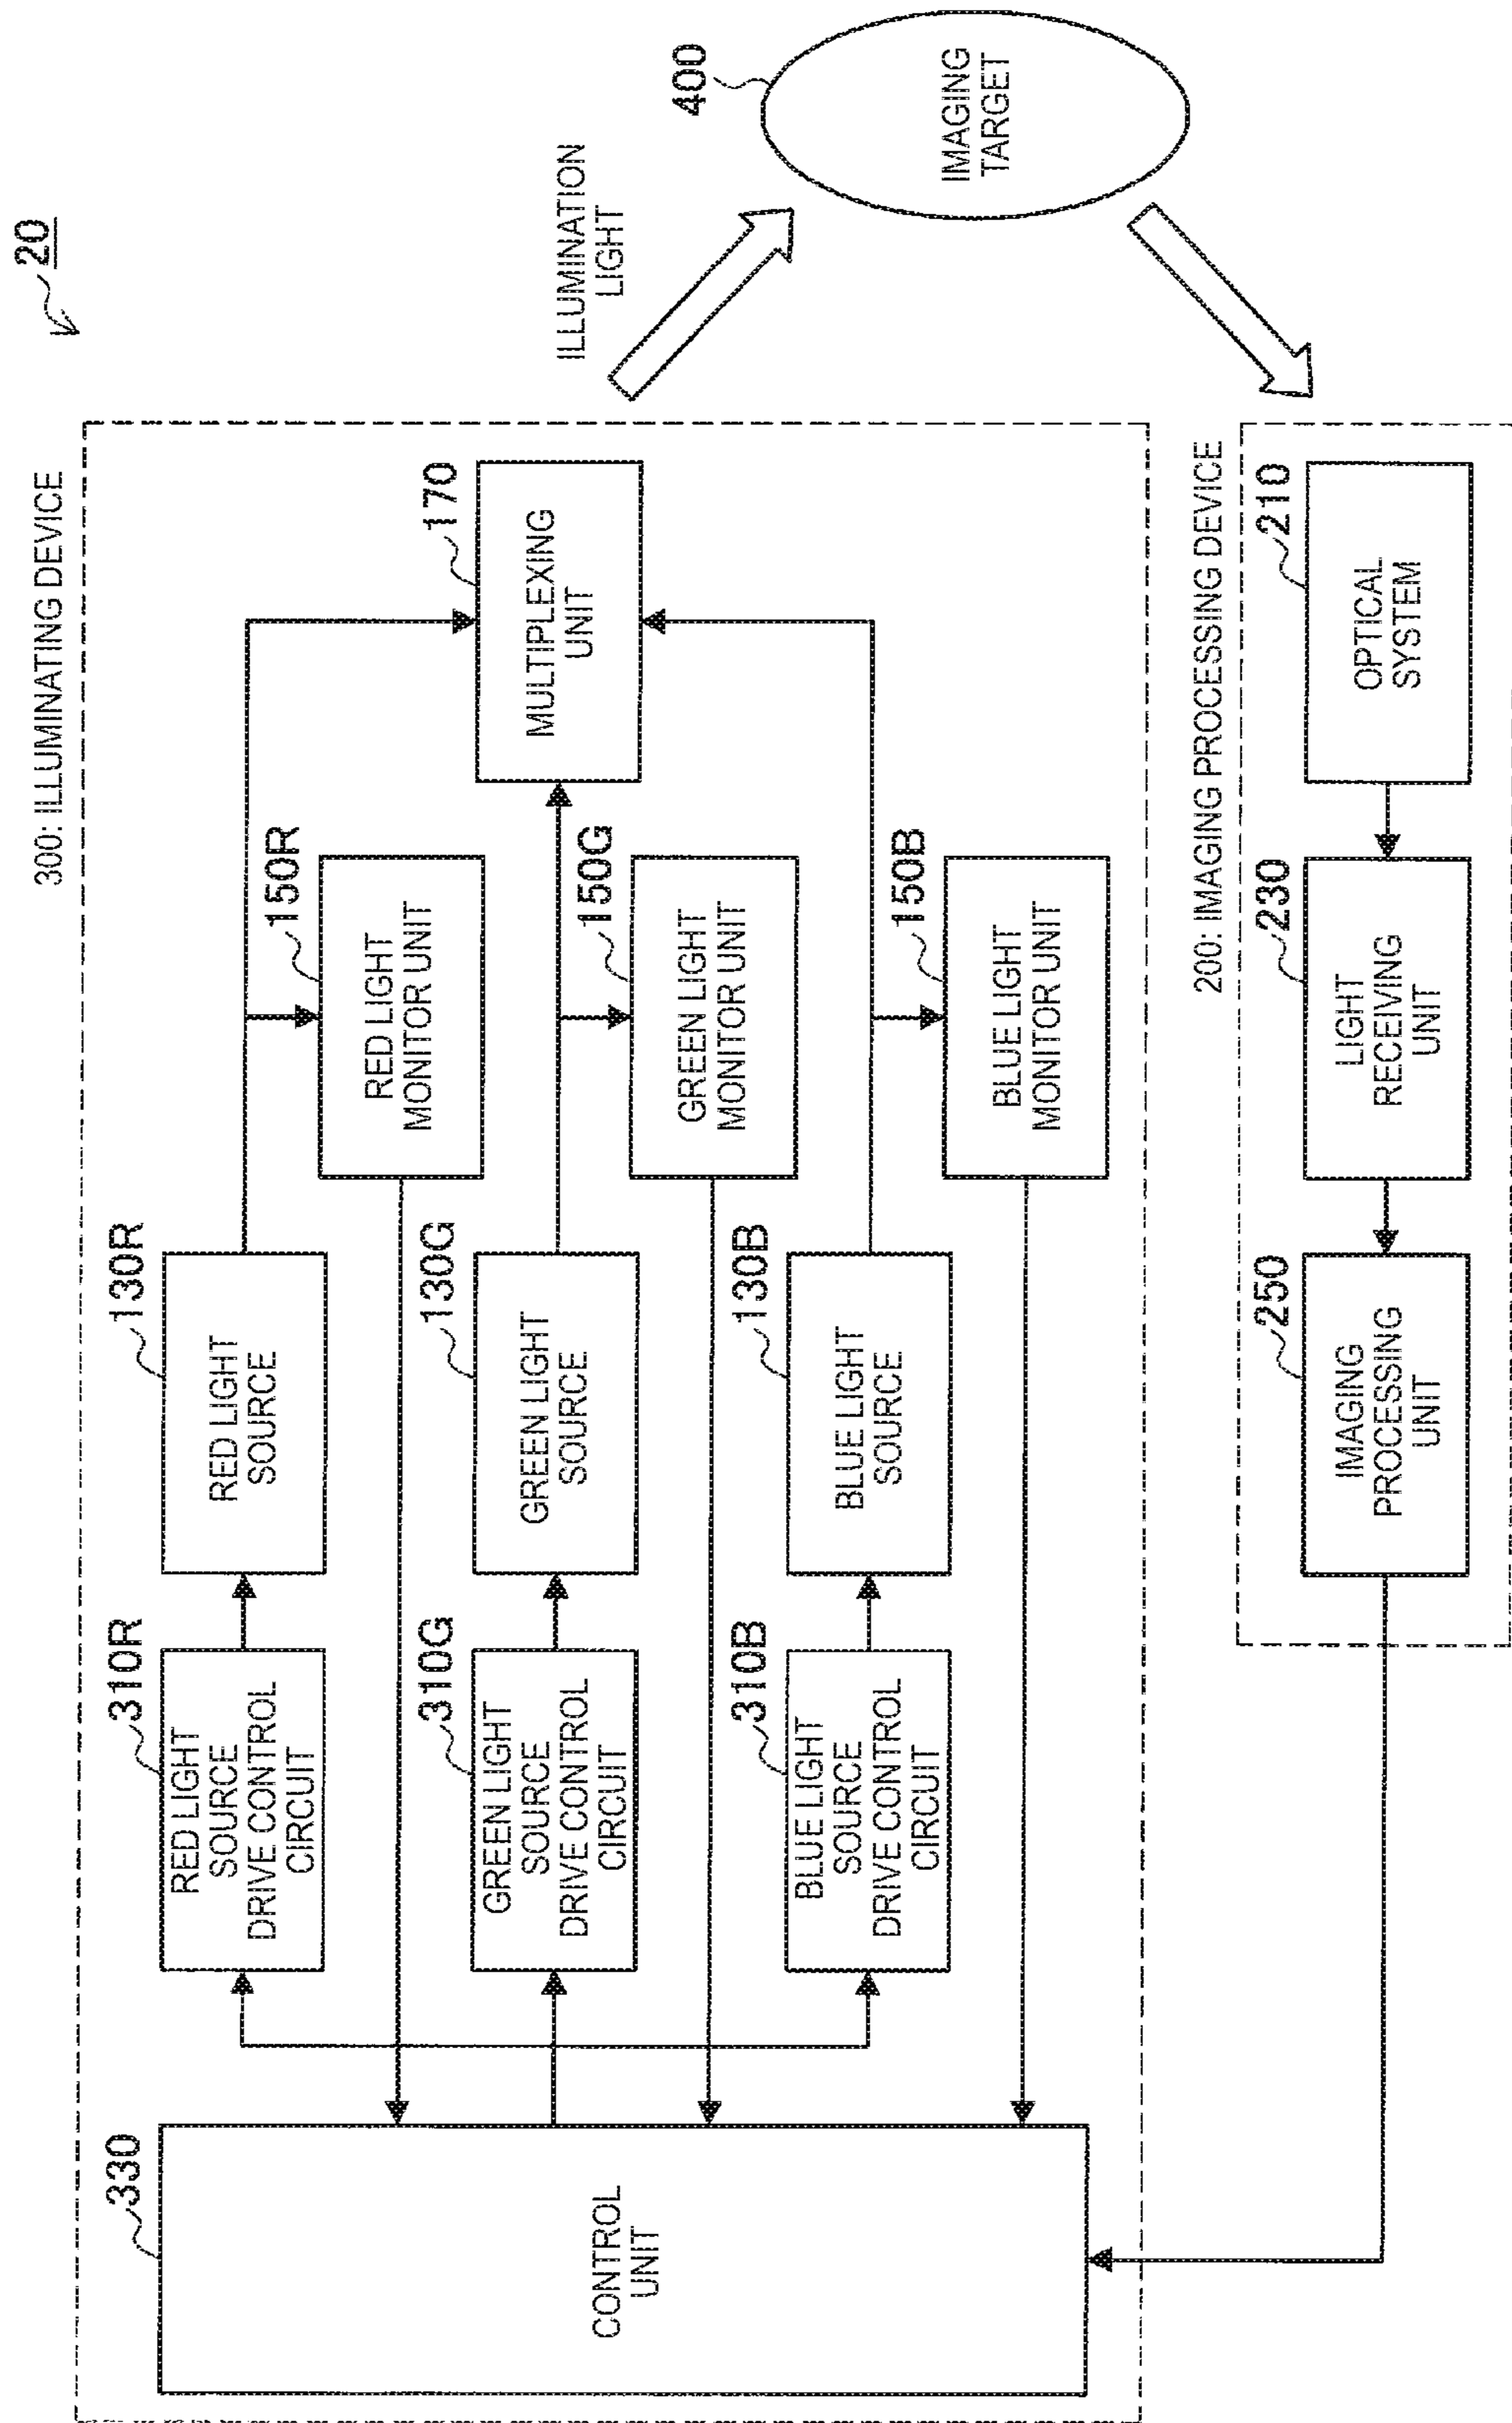 20
300: ILLUMINATING DEVICE
330
CONTROL
UNIT
310R
RED LIGHT
SOURCE
DRIVE CONTROL
CIRCUIT
130R
RED LIGHT
SOURCE
150R
RED LIGHT
MONITOR UNIT
170
MULTIPLEXING
UNIT
310G
GREEN LIGHT
SOURCE
DRIVE CONTROL
CIRCUIT
130G
GREEN LIGHT
SOURCE
150G
GREEN LIGHT
MONITOR UNIT
310B
BLUE LIGHT
SOURCE
DRIVE CONTROL
CIRCUIT
130B
BLUE LIGHT
SOURCE
150B
BLUE LIGHT
MONITOR UNIT
ILLUMINATION
LIGHT
400
IMAGING
TARGET
200: IMAGING PROCESSING DEVICE
250
IMAGING
PROCESSING
UNIT
230
LIGHT
RECEIVING
UNIT
210
OPTICAL
SYSTEM